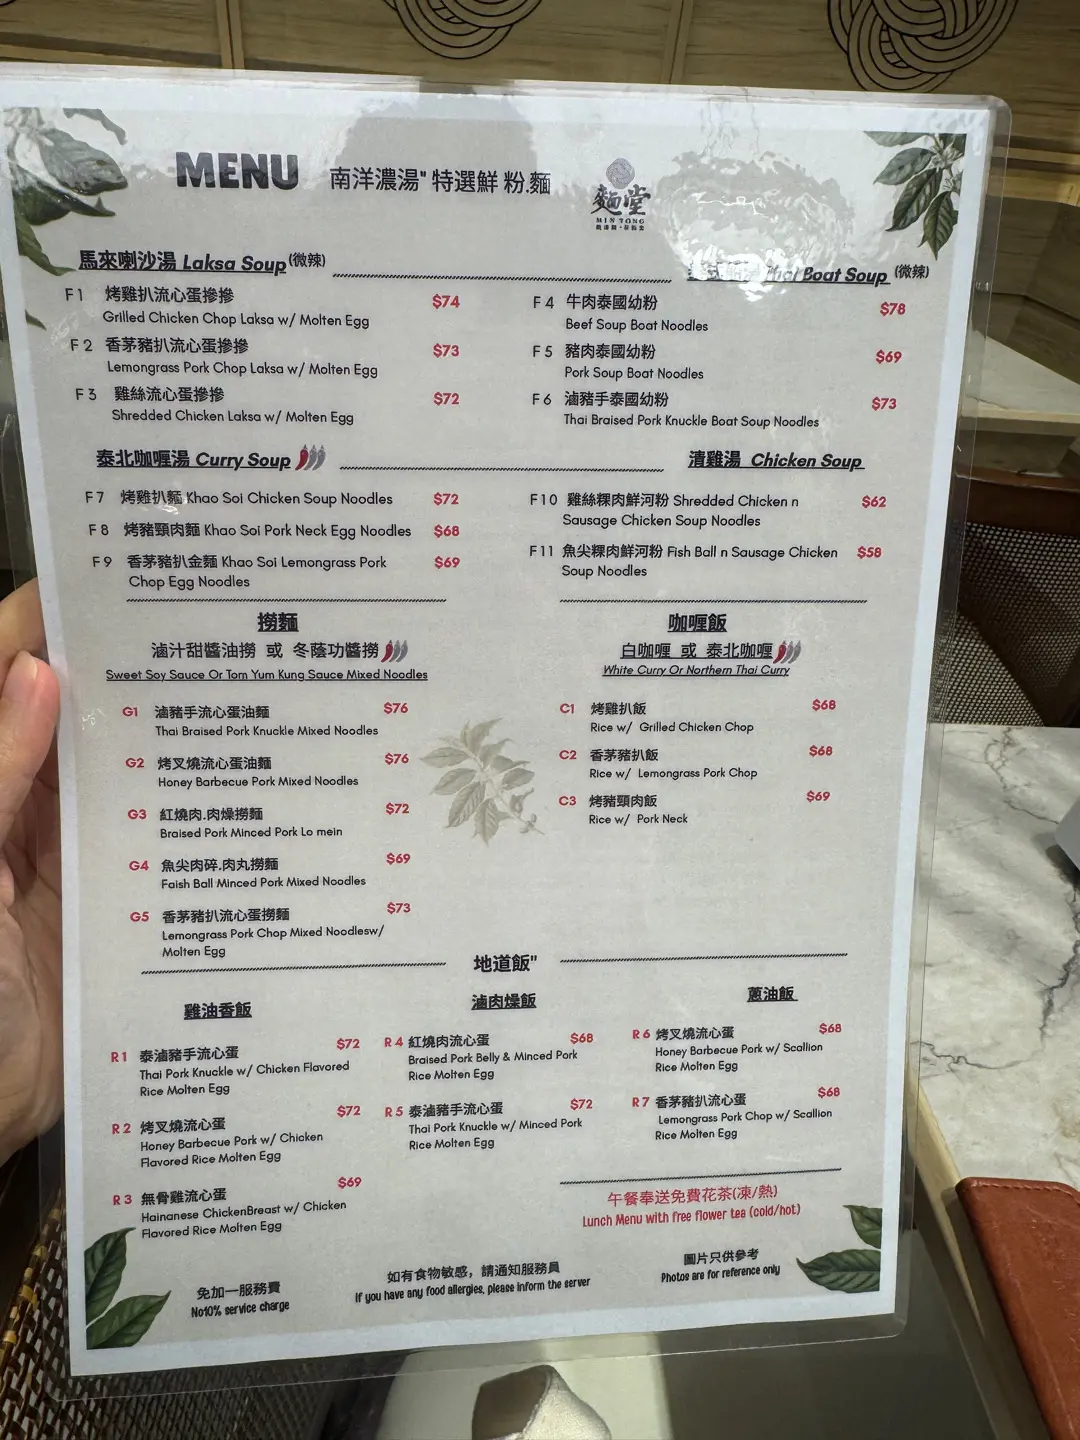 MENU 南洋濃湯" 特選鮮 粉.麵
麵堂
MIN TONG
馬來喇沙湯 Laksa Soup (微辣)
F1 烤雞扒流心蛋摻摻 $74
Grilled Chicken Chop Laksa w/ Molten Egg
F2 香茅豬扒流心蛋摻摻 $73
Lemongrass Pork Chop Laksa w/ Molten Egg
F3 雞絲流心蛋摻摻 $72
Shredded Chicken Laksa w/ Molten Egg
Boat Soup (微辣)
F4 牛肉泰國幼粉 $78
Beef Soup Boat Noodles
F5 豬肉泰國幼粉 $69
Pork Soup Boat Noodles
F6 滷豬手泰國幼粉 $73
Thai Braised Pork Knuckle Boat Soup Noodles
泰北咖喱湯 Curry Soup
F7 烤雞扒麵 Khao Soi Chicken Soup Noodles $72
F8 烤豬頸肉麵 Khao Soi Pork Neck Egg Noodles $68
F9 香茅豬扒金麵 Khao Soi Lemongrass Pork $69
Chop Egg Noodles
清雞湯 Chicken Soup
F10 雞絲粿肉鮮河粉 Shredded Chicken n $62
Sausage Chicken Soup Noodles
F11 魚尖粿肉鮮河粉 Fish Ball n Sausage Chicken $58
Soup Noodles
撈麵
滷汁甜醬油撈 或 冬蔭功醬撈
Sweet Soy Sauce Or Tom Yum Kung Sauce Mixed Noodles
G1 滷豬手流心蛋油麵 $76
Thai Braised Pork Knuckle Mixed Noodles
G2 烤叉燒流心蛋油麵 $76
Honey Barbecue Pork Mixed Noodles
G3 紅燒肉.肉燥撈麵 $72
Braised Pork Minced Pork Lo mein
G4 魚尖肉碎.肉丸撈麵 $69
Faish Ball Minced Pork Mixed Noodles
G5 香茅豬扒流心蛋撈麵 $73
Lemongrass Pork Chop Mixed Noodlesw/
Molten Egg
咖喱飯
白咖喱 或 泰北咖喱
White Curry Or Northern Thai Curry
C1 烤雞扒飯 $68
Rice w/ Grilled Chicken Chop
C2 香茅豬扒飯 $68
Rice w/ Lemongrass Pork Chop
C3 烤豬頸肉飯 $69
Rice w/ Pork Neck
地道飯"
雞油香飯
R1 泰滷豬手流心蛋 $72
Thai Pork Knuckle w/ Chicken Flavored
Rice Molten Egg
R2 烤叉燒流心蛋 $72
Honey Barbecue Pork w/ Chicken
Flavored Rice Molten Egg
R3 無骨雞流心蛋 $69
Hainanese ChickenBreast w/ Chicken
Flavored Rice Molten Egg
滷肉燥飯
R4 紅燒肉流心蛋 $68
Braised Pork Belly & Minced Pork
Rice Molten Egg
R5 泰滷豬手流心蛋 $72
Thai Pork Knuckle w/ Minced Pork
Rice Molten Egg
蔥油飯
R6 烤叉燒流心蛋 $68
Honey Barbecue Pork w/ Scallion
Rice Molten Egg
R7 香茅豬扒流心蛋 $68
Lemongrass Pork Chop w/ Scallion
Rice Molten Egg
午餐奉送免費花茶(凍/熱)
Lunch Menu with free flower tea (cold/hot)
免加一服務費
No10% service charge
如有食物敏感，請通知服務員
If you have any food allergies, please inform the server
圖片只供參考
Photos are for reference only